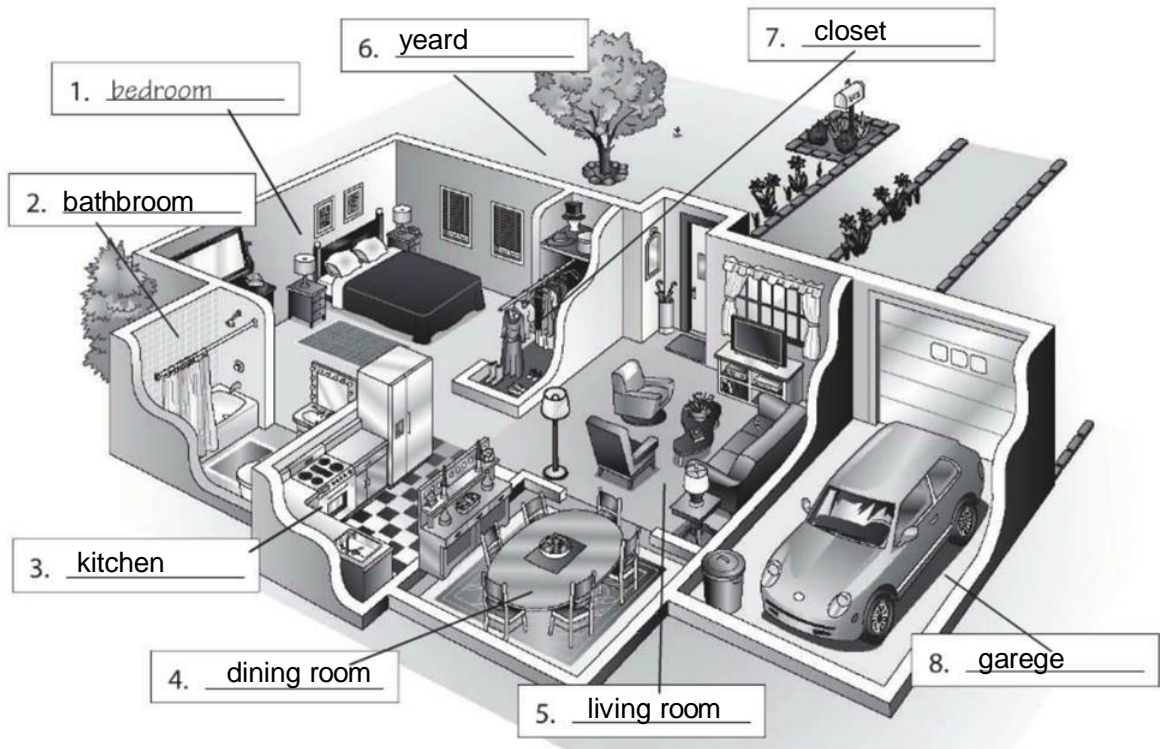 1. bedroom
2. bathbroom
3. kitchen
4. dining room
5. living room
6. yeard
7. closet
8. garege